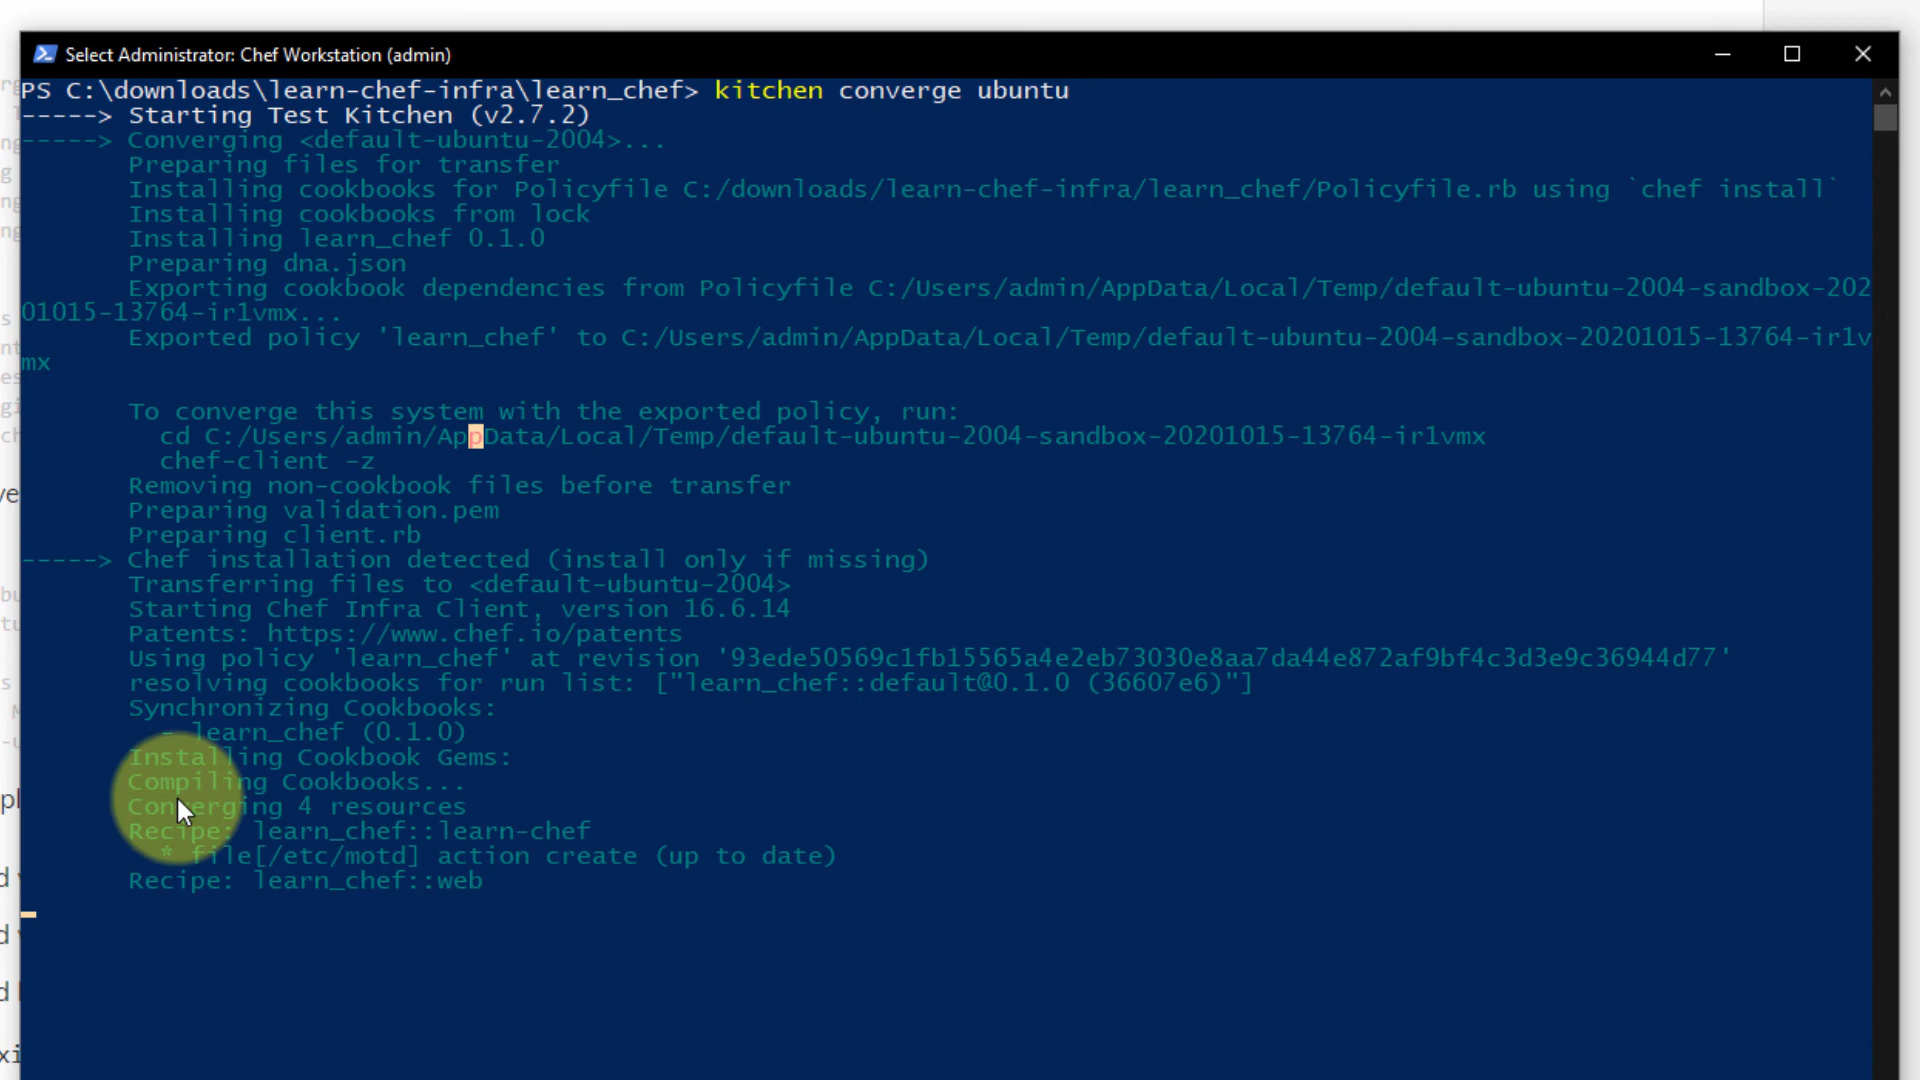 Select Administrator: Chef Workstation (admin)
PS C:\downloads\learn-chef-infra\learn_chef> kitchen converge ubuntu
-----> Starting Test Kitchen (v2.7.2)
-----> Converging <default-ubuntu-2004>...
Preparing files for transfer
Installing cookbooks for Policyfile C:/downloads/learn-chef-infra/learn_chef/Policyfile.rb using `chef install`
Installing cookbooks from lock
Installing learn_chef 0.1.0
Preparing dna.json
Exporting cookbook dependencies from Policyfile C:/Users/admin/AppData/Local/Temp/default-ubuntu-2004-sandbox-202
01015-13764-ir1vmx...
Exported policy 'learn_chef' to C:/Users/admin/AppData/Local/Temp/default-ubuntu-2004-sandbox-20201015-13764-ir1v
mx
To converge this system with the exported policy, run:
cd C:/Users/admin/AppData/Local/Temp/default-ubuntu-2004-sandbox-20201015-13764-ir1vmx
chef-client -z
Removing non-cookbook files before transfer
Preparing validation.pem
Preparing client.rb
-----> Chef installation detected (install only if missing)
Transferring files to <default-ubuntu-2004>
Starting Chef Infra Client, version 16.6.14
Patents: https://www.chef.io/patents
Using policy 'learn_chef' at revision '93ede50569c1fb15565a4e2eb73030e8aa7da44e872af9bf4c3d3e9c36944d77'
resolving cookbooks for run list: ["learn_chef::default@0.1.0 (36607e6)"]
Synchronizing Cookbooks:
- learn_chef (0.1.0)
Installing Cookbook Gems:
Compiling Cookbooks...
Converging 4 resources
Recipe: learn_chef::learn-chef
* file[/etc/motd] action create (up to date)
Recipe: learn_chef::web